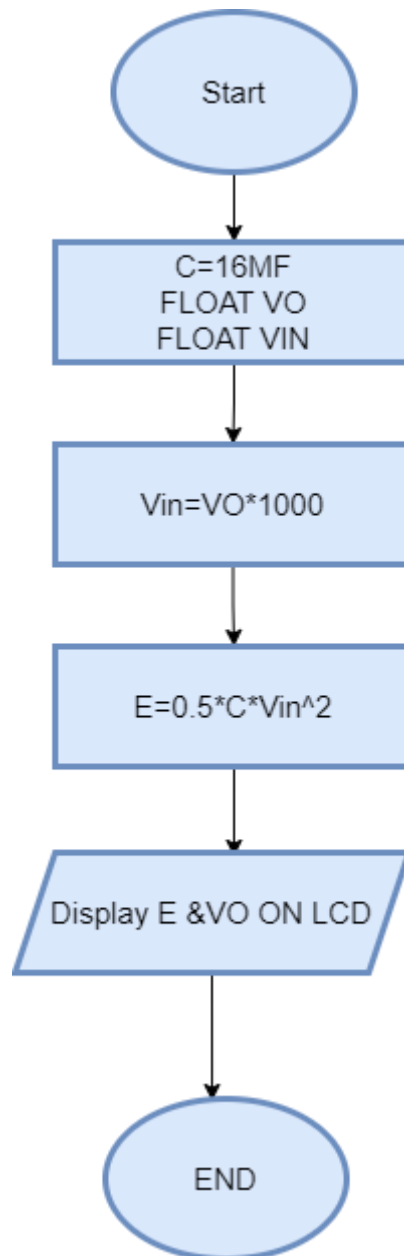 Start
C=16MF
FLOAT VO
FLOAT VIN
Vin=VO*1000
E=0.5*C*Vin^2
Display E &VO ON LCD
END